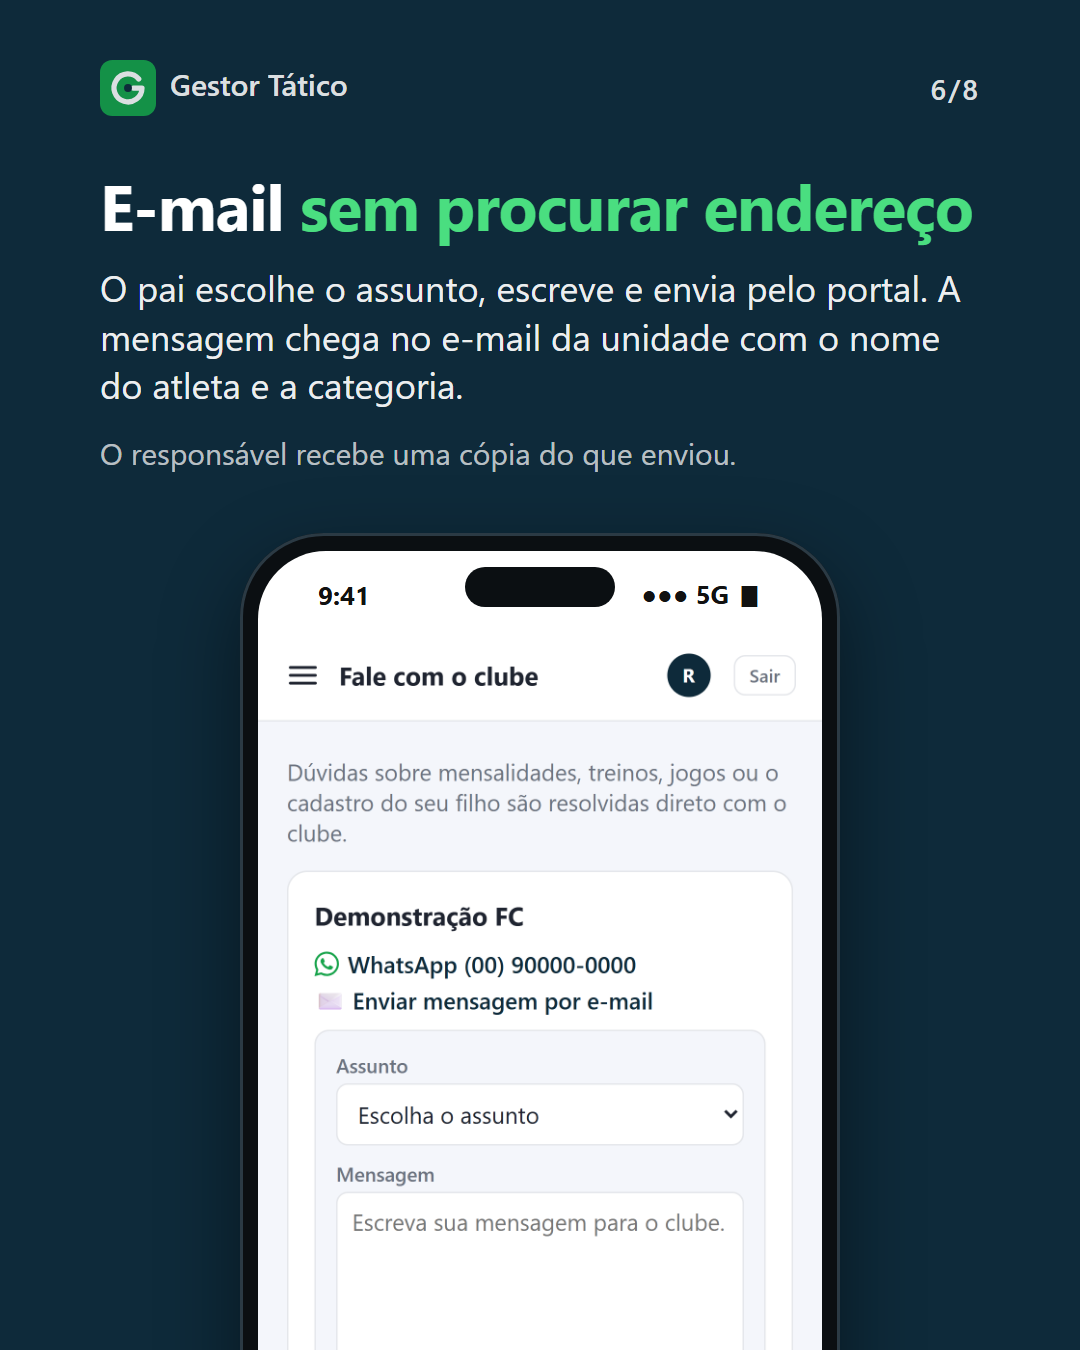 Gestor Tático
6/8
E-mail sem procurar endereço
O pai escolhe o assunto, escreve e envia pelo portal. A
mensagem chega no e-mail da unidade com o nome
do atleta e a categoria.
O responsável recebe uma cópia do que enviou.
9:41
5G
Fale com o clube
R
Sair
Dúvidas sobre mensalidades, treinos, jogos ou o
cadastro do seu filho são resolvidas direto com o
clube.
Demonstração FC
WhatsApp (00) 90000-0000
Enviar mensagem por e-mail
Assunto
Escolha o assunto
Mensagem
Escreva sua mensagem para o clube.